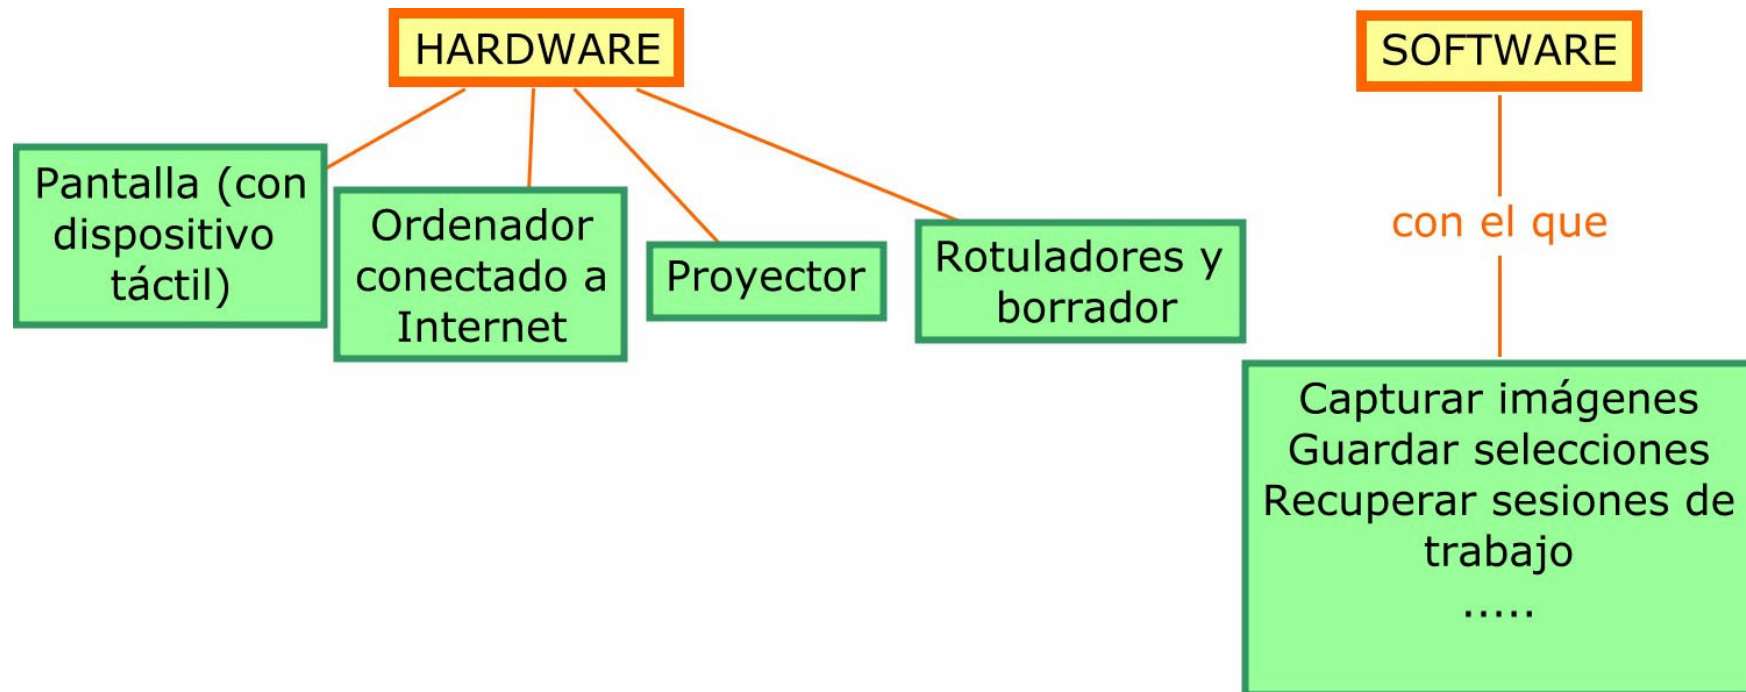 HARDWARE
SOFTWARE
Pantalla (con
dispositivo
táctil)
Ordenador
conectado a
Internet
Proyector
Rotuladores y
borrador
con el que
Capturar imágenes
Guardar selecciones
Recuperar sesiones de
trabajo
.....